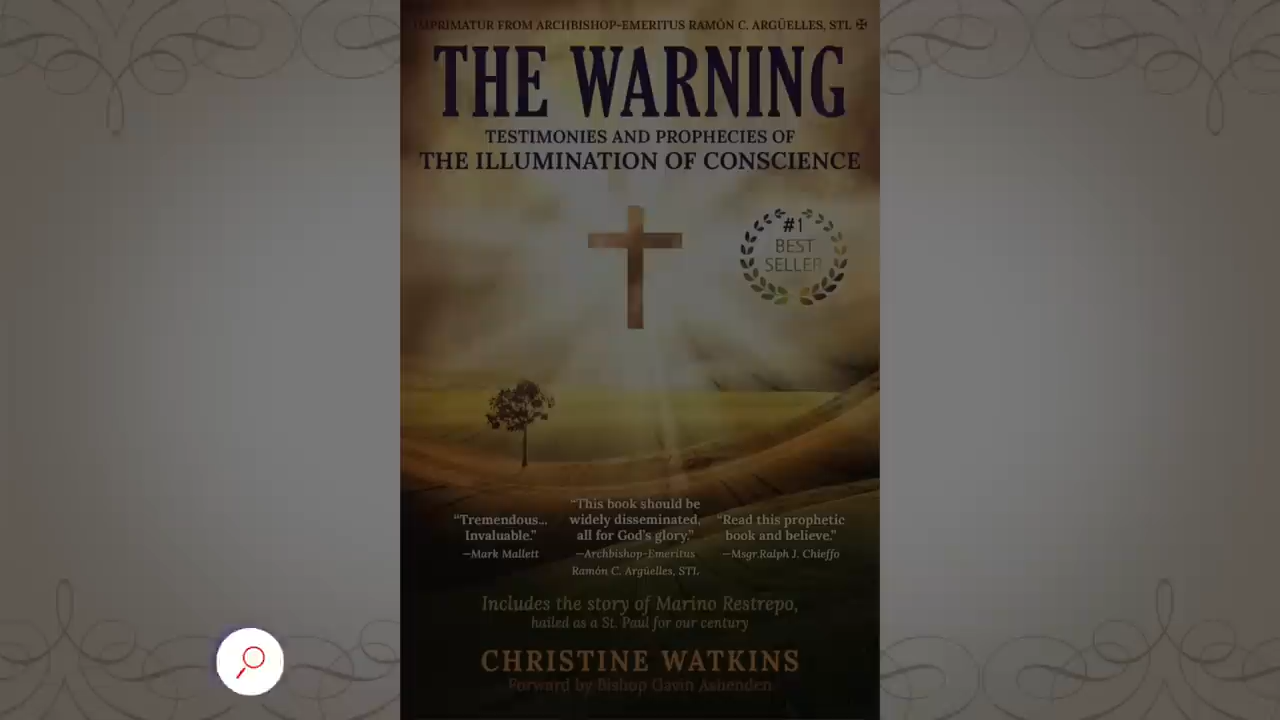 IMPRIMATUR FROM ARCHBISHOP-EMERITUS RAMÓN C. ARGÜELLES, STL ✠
THE WARNING
TESTIMONIES AND PROPHECIES OF
THE ILLUMINATION OF CONSCIENCE
#1
BEST
SELLER
“Tremendous...
Invaluable.”
—Mark Mallett
“This book should be
widely disseminated,
all for God's glory.”
—Archbishop-Emeritus
Ramón C. Argüelles, STL
“Read this prophetic
book and believe.”
—Msgr.Ralph J. Chieffo
Includes the story of Marino Restrepo,
hailed as a St. Paul for our century
CHRISTINE WATKINS
Forward by Bishop Gavin Ashenden